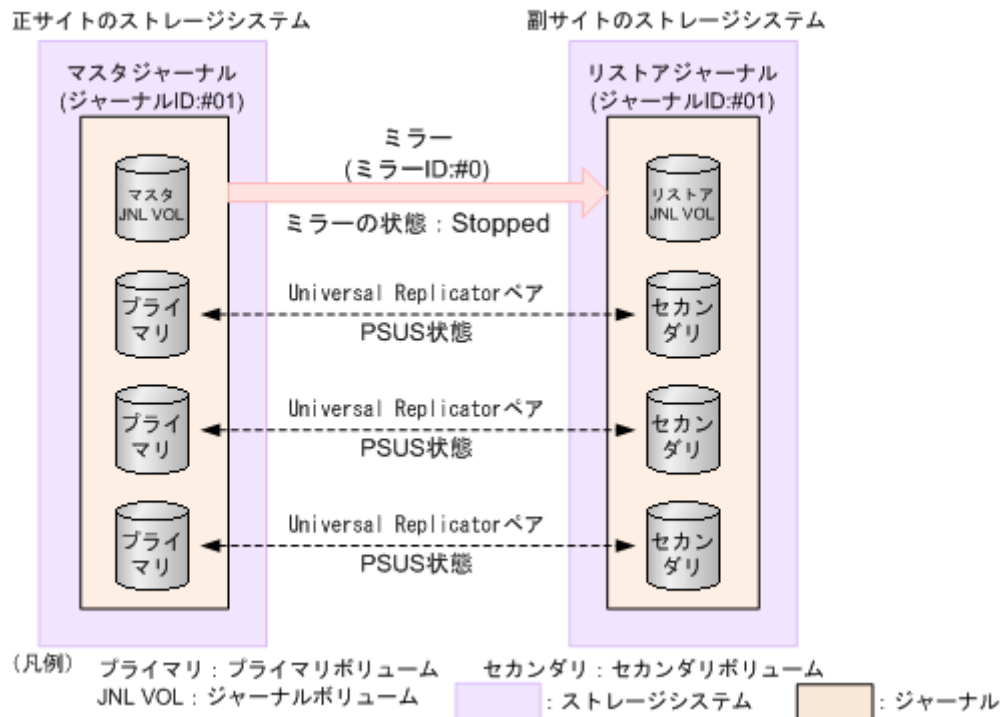 正サイトのストレージシステム
副サイトのストレージシステム
マスタジャーナル
(ジャーナルID:#01)
リストアジャーナル
(ジャーナルID:#01)
ミラー
(ミラーID:#0)
マスタ
JNL VOL
リストア
JNL VOL
ミラーの状態：Stopped
プライ
マリ
Universal Replicatorペア
PSUS状態
セカン
ダリ
プライ
マリ
Universal Replicatorペア
PSUS状態
セカン
ダリ
プライ
マリ
Universal Replicatorペア
PSUS状態
セカン
ダリ
(凡例) プライマリ：プライマリボリューム セカンダリ：セカンダリボリューム
JNL VOL：ジャーナルボリューム ：ストレージシステム ：ジャーナル